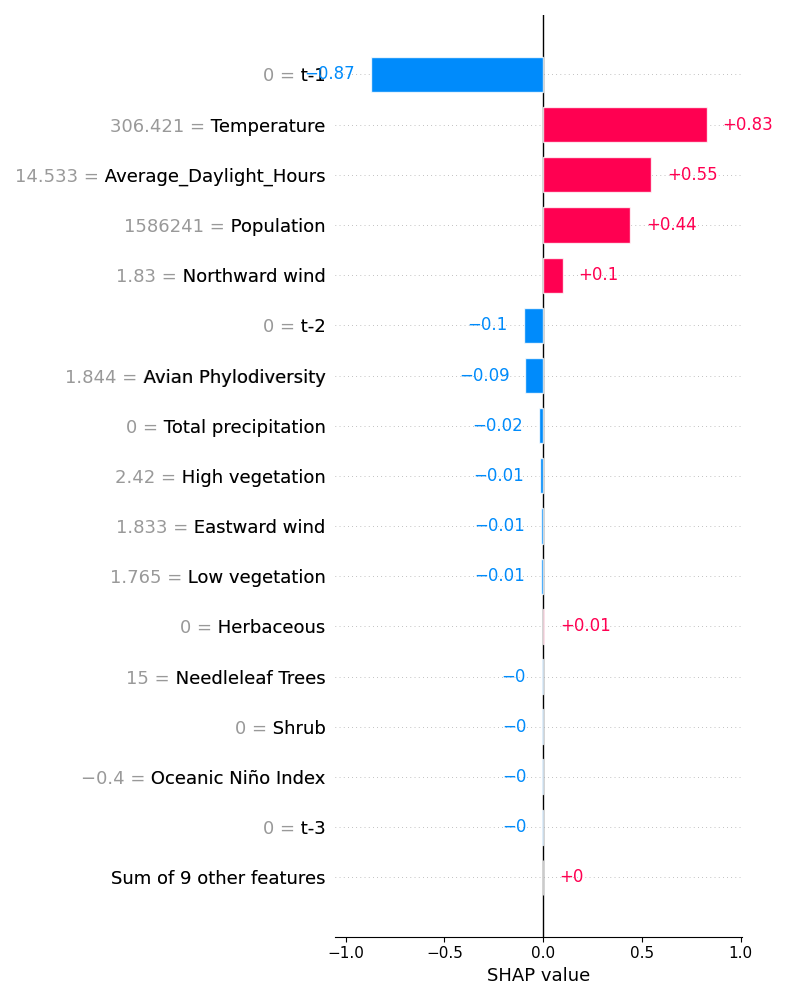 0 = t-1 −0.87
306.421 = Temperature +0.83
14.533 = Average_Daylight_Hours +0.55
1586241 = Population +0.44
1.83 = Northward wind +0.1
0 = t-2 −0.1
1.844 = Avian Phylodiversity −0.09
0 = Total precipitation −0.02
2.42 = High vegetation −0.01
1.833 = Eastward wind −0.01
1.765 = Low vegetation −0.01
0 = Herbaceous +0.01
15 = Needleleaf Trees −0
0 = Shrub −0
−0.4 = Oceanic Niño Index −0
0 = t-3 −0
Sum of 9 other features +0
−1.0 −0.5 0.0 0.5 1.0
SHAP value